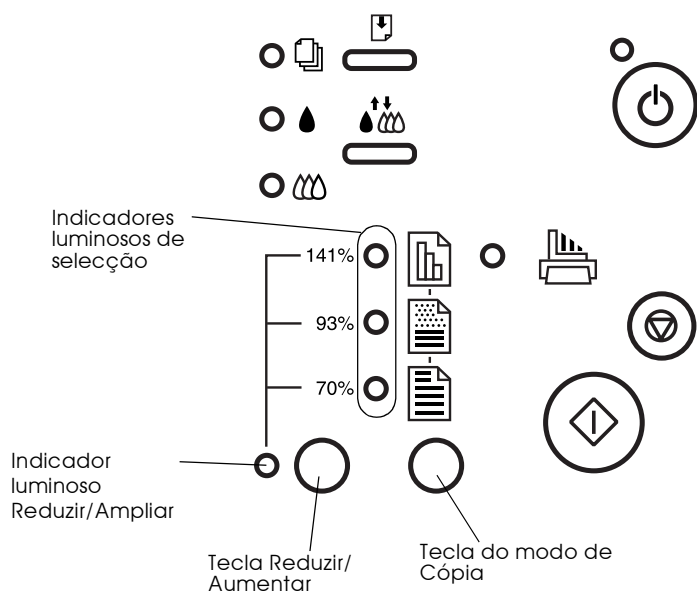 Indicadores
luminosos de
selecção
141%
93%
70%
Indicador
luminoso
Reduzir/Ampliar
Tecla Reduzir/
Aumentar
Tecla do modo de
Cópia